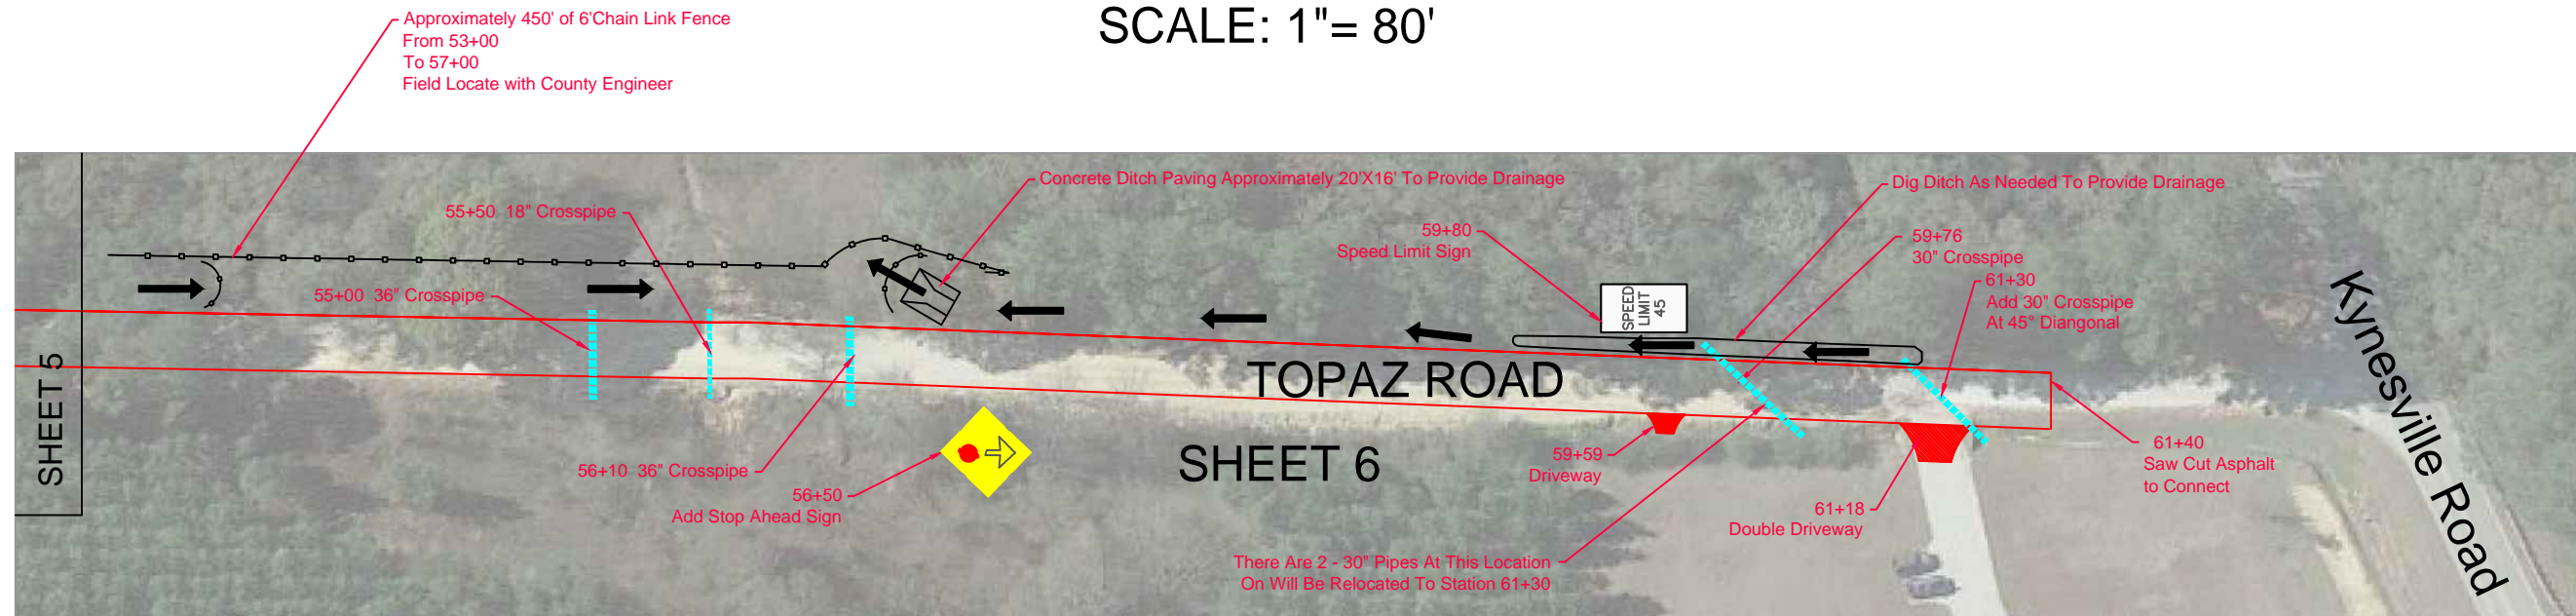 SCALE: 1"= 80'
Approximately 450' of 6'Chain Link Fence
From 53+00
To 57+00
Field Locate with County Engineer
Concrete Ditch Paving Approximately 20'X16' To Provide Drainage
Dig Ditch As Needed To Provide Drainage
55+50 18" Crosspipe
59+80
Speed Limit Sign
59+76
30" Crosspipe
61+30
Add 30" Crosspipe
At 45° Diangonal
55+00 36" Crosspipe
SPEED
LIMIT
45
Kynesville Road
SHEET 5
TOPAZ ROAD
SHEET 6
56+10 36" Crosspipe
56+50
Add Stop Ahead Sign
59+59
Driveway
61+40
Saw Cut Asphalt
to Connect
61+18
Double Driveway
There Are 2 - 30" Pipes At This Location
On Will Be Relocated To Station 61+30